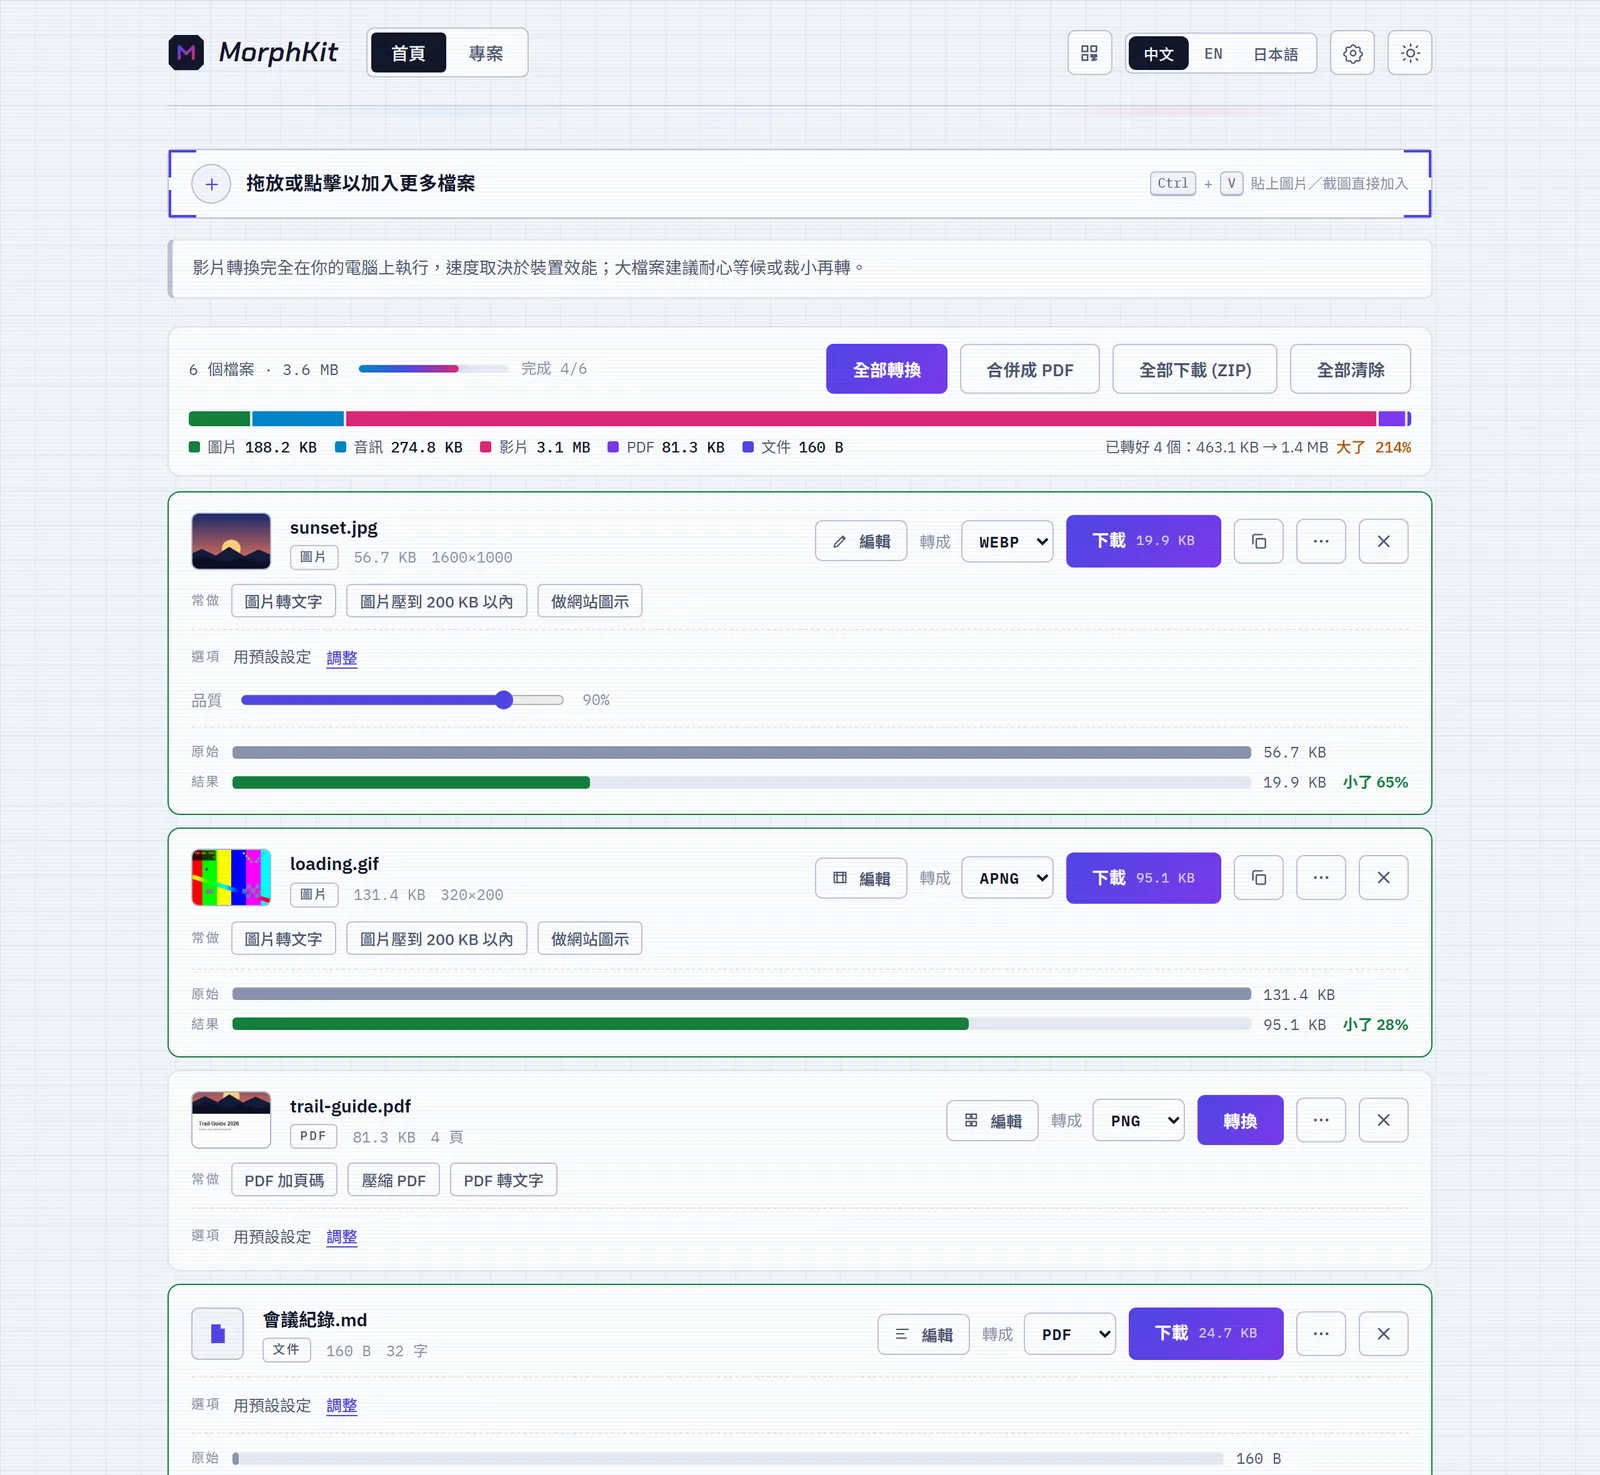 MorphKit 首頁 專案 中文 EN 日本語
拖放或點擊以加入更多檔案 Ctrl + V 貼上圖片／截圖直接加入
影片轉換完全在你的電腦上執行，速度取決於裝置效能；大檔案建議耐心等候或裁小再轉。
6 個檔案 · 3.6 MB 完成 4/6 全部轉換 合併成 PDF 全部下載 (ZIP) 全部清除
圖片 188.2 KB 音訊 274.8 KB 影片 3.1 MB PDF 81.3 KB 文件 160 B 已轉好 4 個：463.1 KB → 1.4 MB 大了 214%
sunset.jpg
圖片 56.7 KB 1600×1000 編輯 轉成 WEBP 下載 19.9 KB
常做 圖片轉文字 圖片壓到 200 KB 以內 做網站圖示
選項 用預設設定 調整
品質 90%
原始 56.7 KB
結果 19.9 KB 小了 65%
loading.gif
圖片 131.4 KB 320×200 編輯 轉成 APNG 下載 95.1 KB
常做 圖片轉文字 圖片壓到 200 KB 以內 做網站圖示
原始 131.4 KB
結果 95.1 KB 小了 28%
Trail Guide 2026
trail-guide.pdf
PDF 81.3 KB 4 頁 編輯 轉成 PNG 轉換
常做 PDF 加頁碼 壓縮 PDF PDF 轉文字
選項 用預設設定 調整
會議紀錄.md
文件 160 B 32 字 編輯 轉成 PDF 下載 24.7 KB
選項 用預設設定 調整
原始 160 B